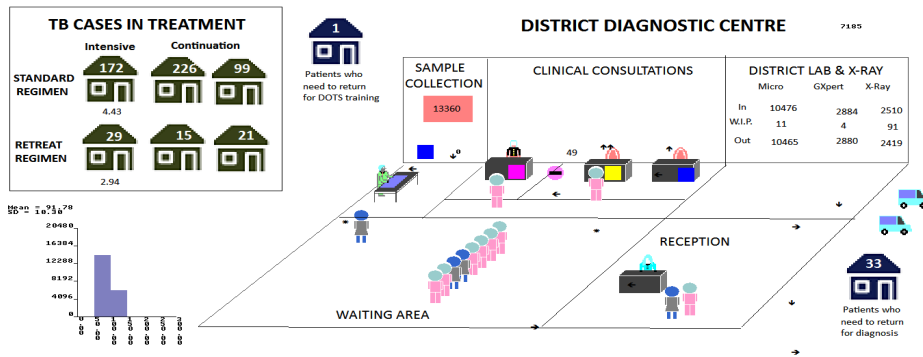 TB CASES IN TREATMENT
Intensive Continuation
STANDARD REGIMEN 172 226 99
4.43
RETREAT REGIMEN 29 15 21
2.94
1
Patients who
need to return
for DOTS training
DISTRICT DIAGNOSTIC CENTRE 7185
SAMPLE
COLLECTION
13360
CLINICAL CONSULTATIONS
49
DISTRICT LAB & X-RAY
Micro GXpert X-Ray
In 10476 2884 2510
W.I.P. 11 4 91
Out 10465 2880 2419
Mean = 91.78
SD = 10.30
20480
16384
12288
8192
4096
0
WAITING AREA
RECEPTION
33
Patients who
need to return
for diagnosis